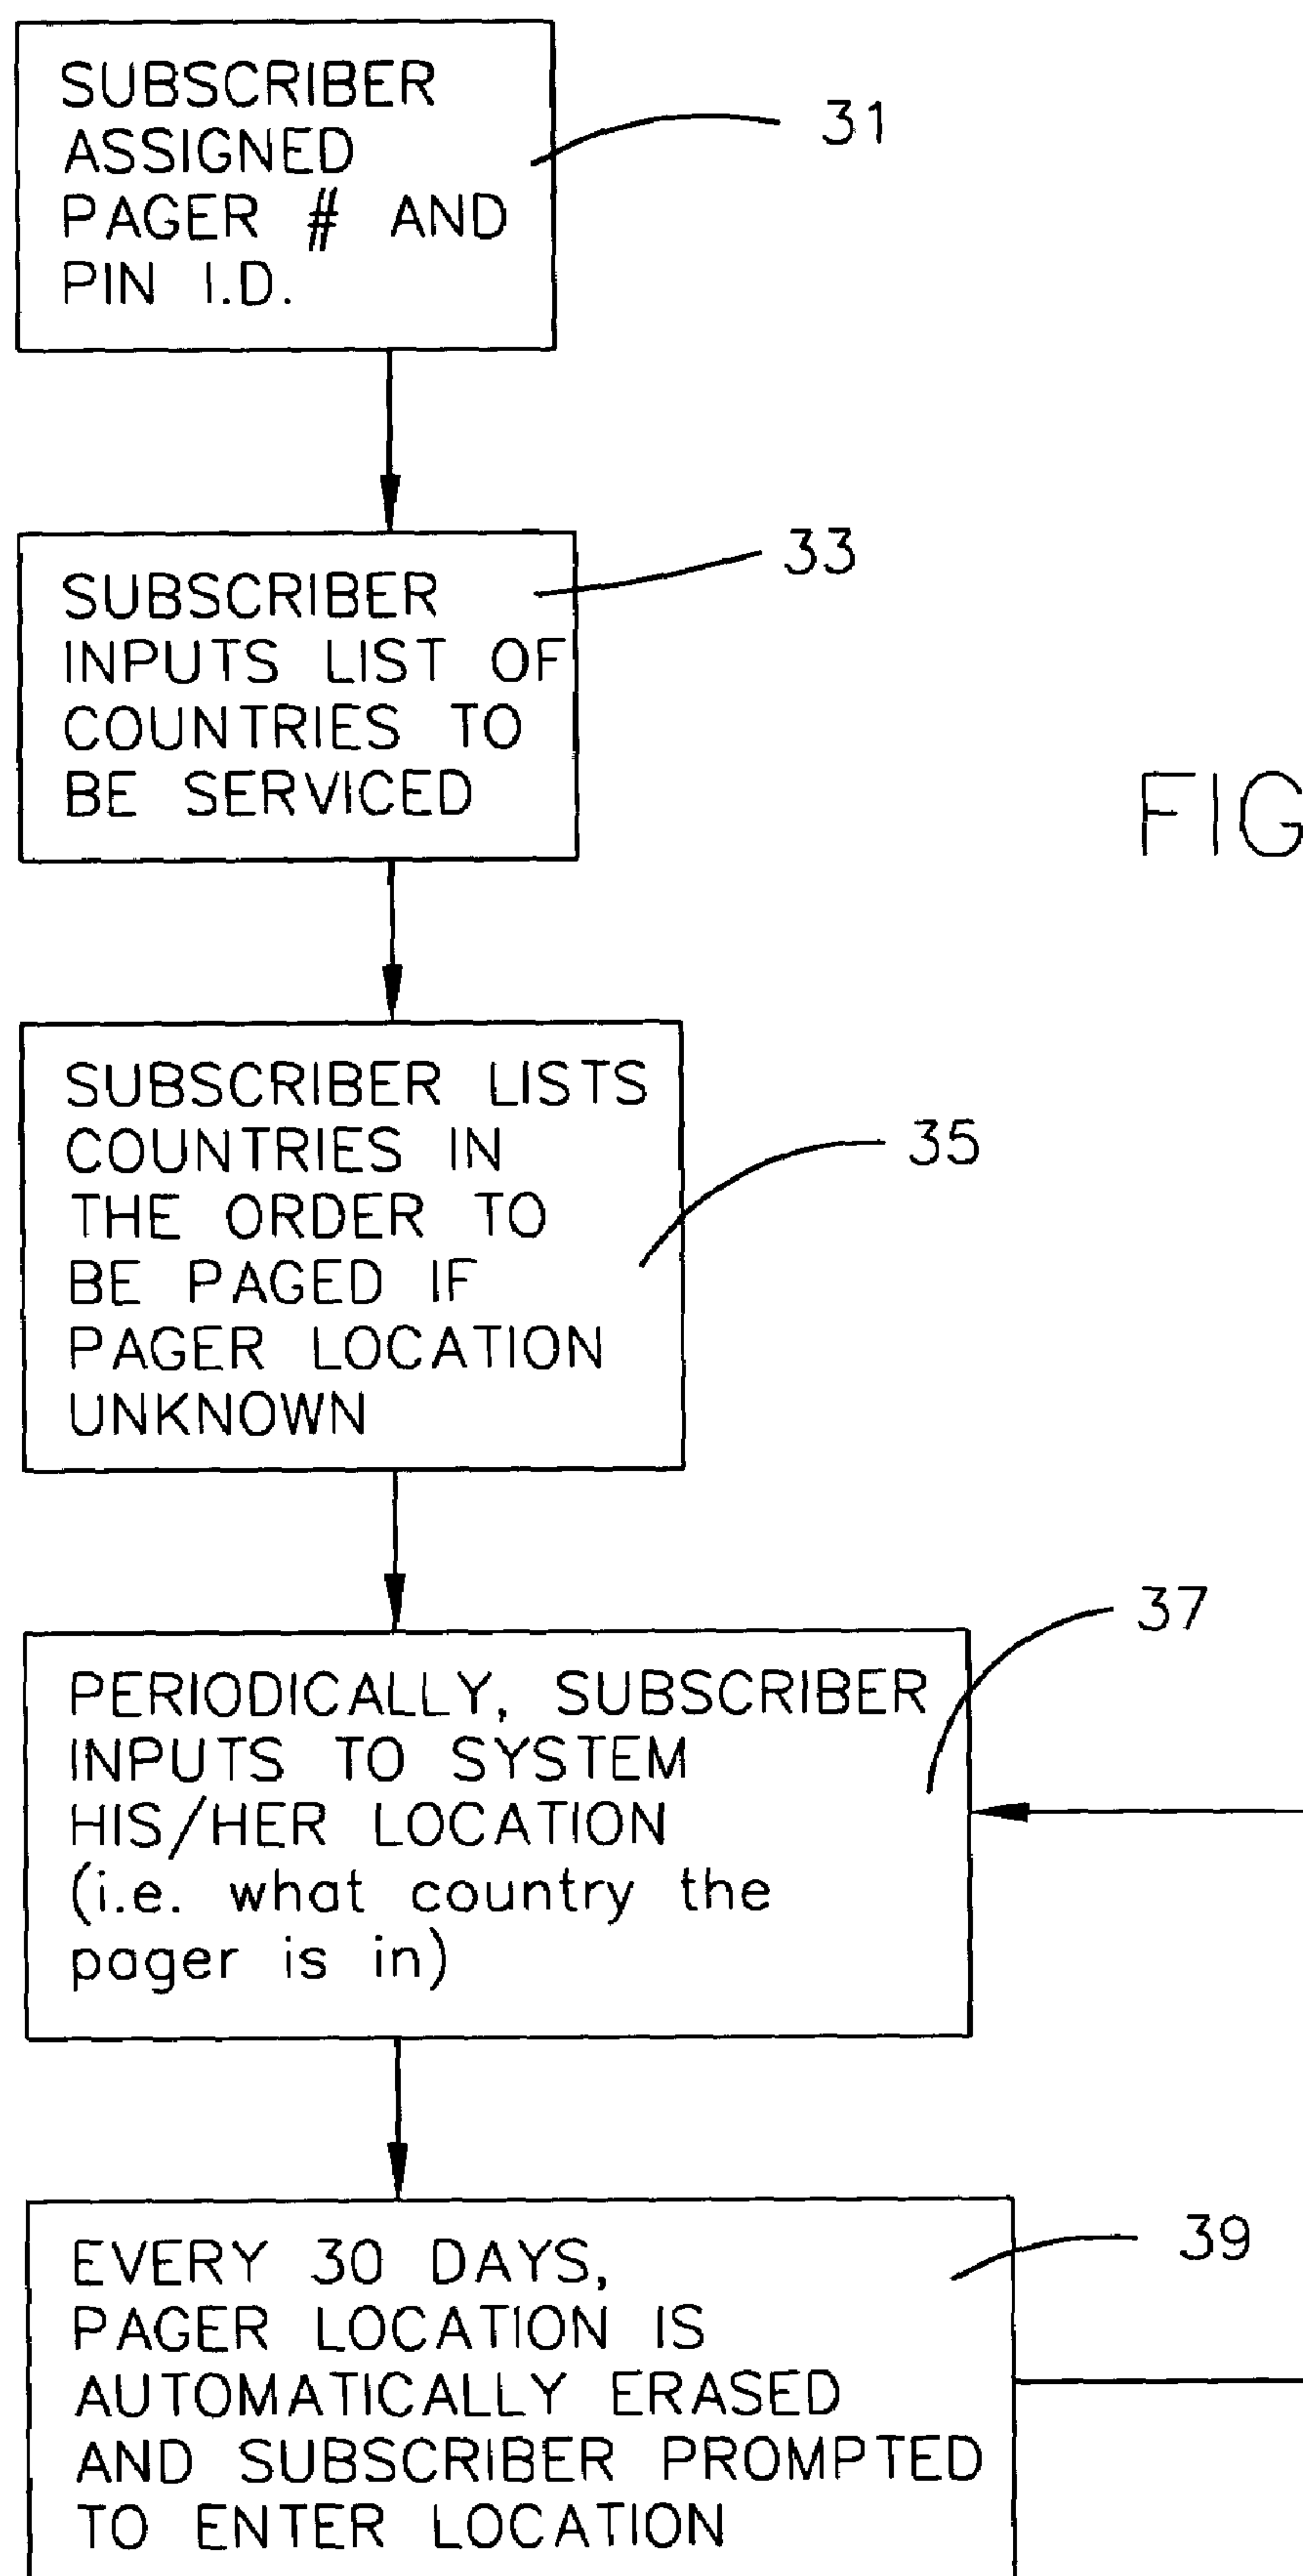 SUBSCRIBER
ASSIGNED
PAGER # AND
PIN I.D.
31
SUBSCRIBER
INPUTS LIST OF
COUNTRIES TO
BE SERVICED
33
FIG
SUBSCRIBER LISTS
COUNTRIES IN
THE ORDER TO
BE PAGED IF
PAGER LOCATION
UNKNOWN
35
PERIODICALLY, SUBSCRIBER
INPUTS TO SYSTEM
HIS/HER LOCATION
(i.e. what country the
pager is in)
37
EVERY 30 DAYS,
PAGER LOCATION IS
AUTOMATICALLY ERASED
AND SUBSCRIBER PROMPTED
TO ENTER LOCATION
39